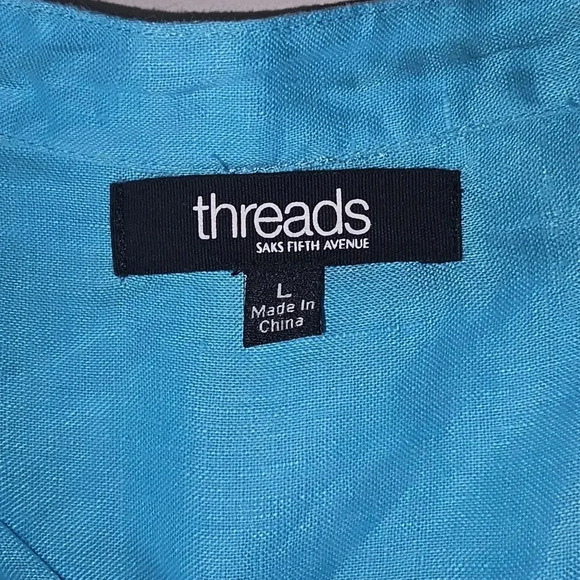 threads
SAKS FIFTH AVENUE
L
Made In
China